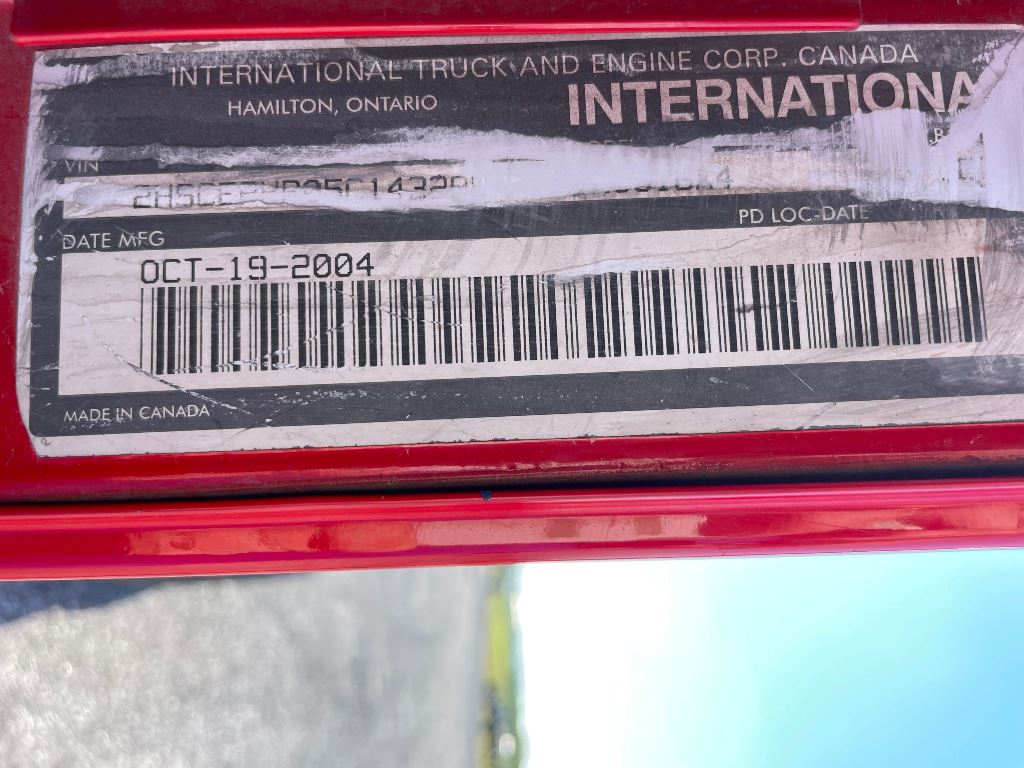 INTERNATIONAL TRUCK AND ENGINE CORP. CANADA
HAMILTON, ONTARIO
INTERNATIONA
VIN
PD LOC-DATE
DATE MFG
OCT-19-2004
MADE IN CANADA